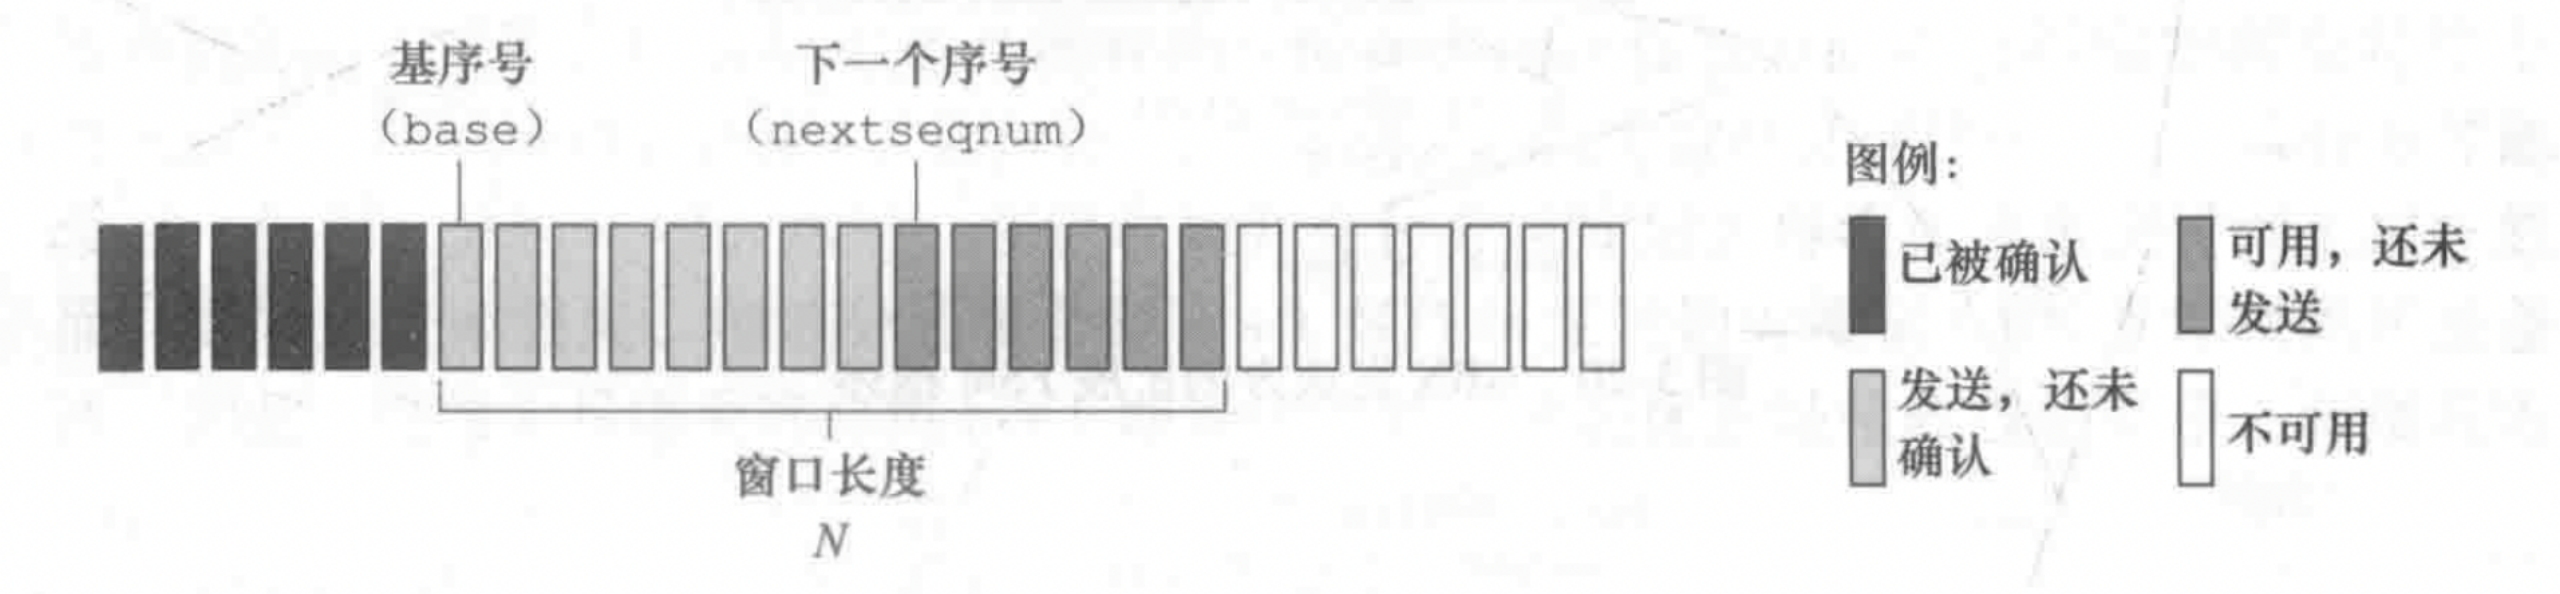 基序号
(base)
下一个序号
(nextseqnum)
窗口长度
N
图例：
已被确认
可用，还未
发送
发送，还未
确认
不可用